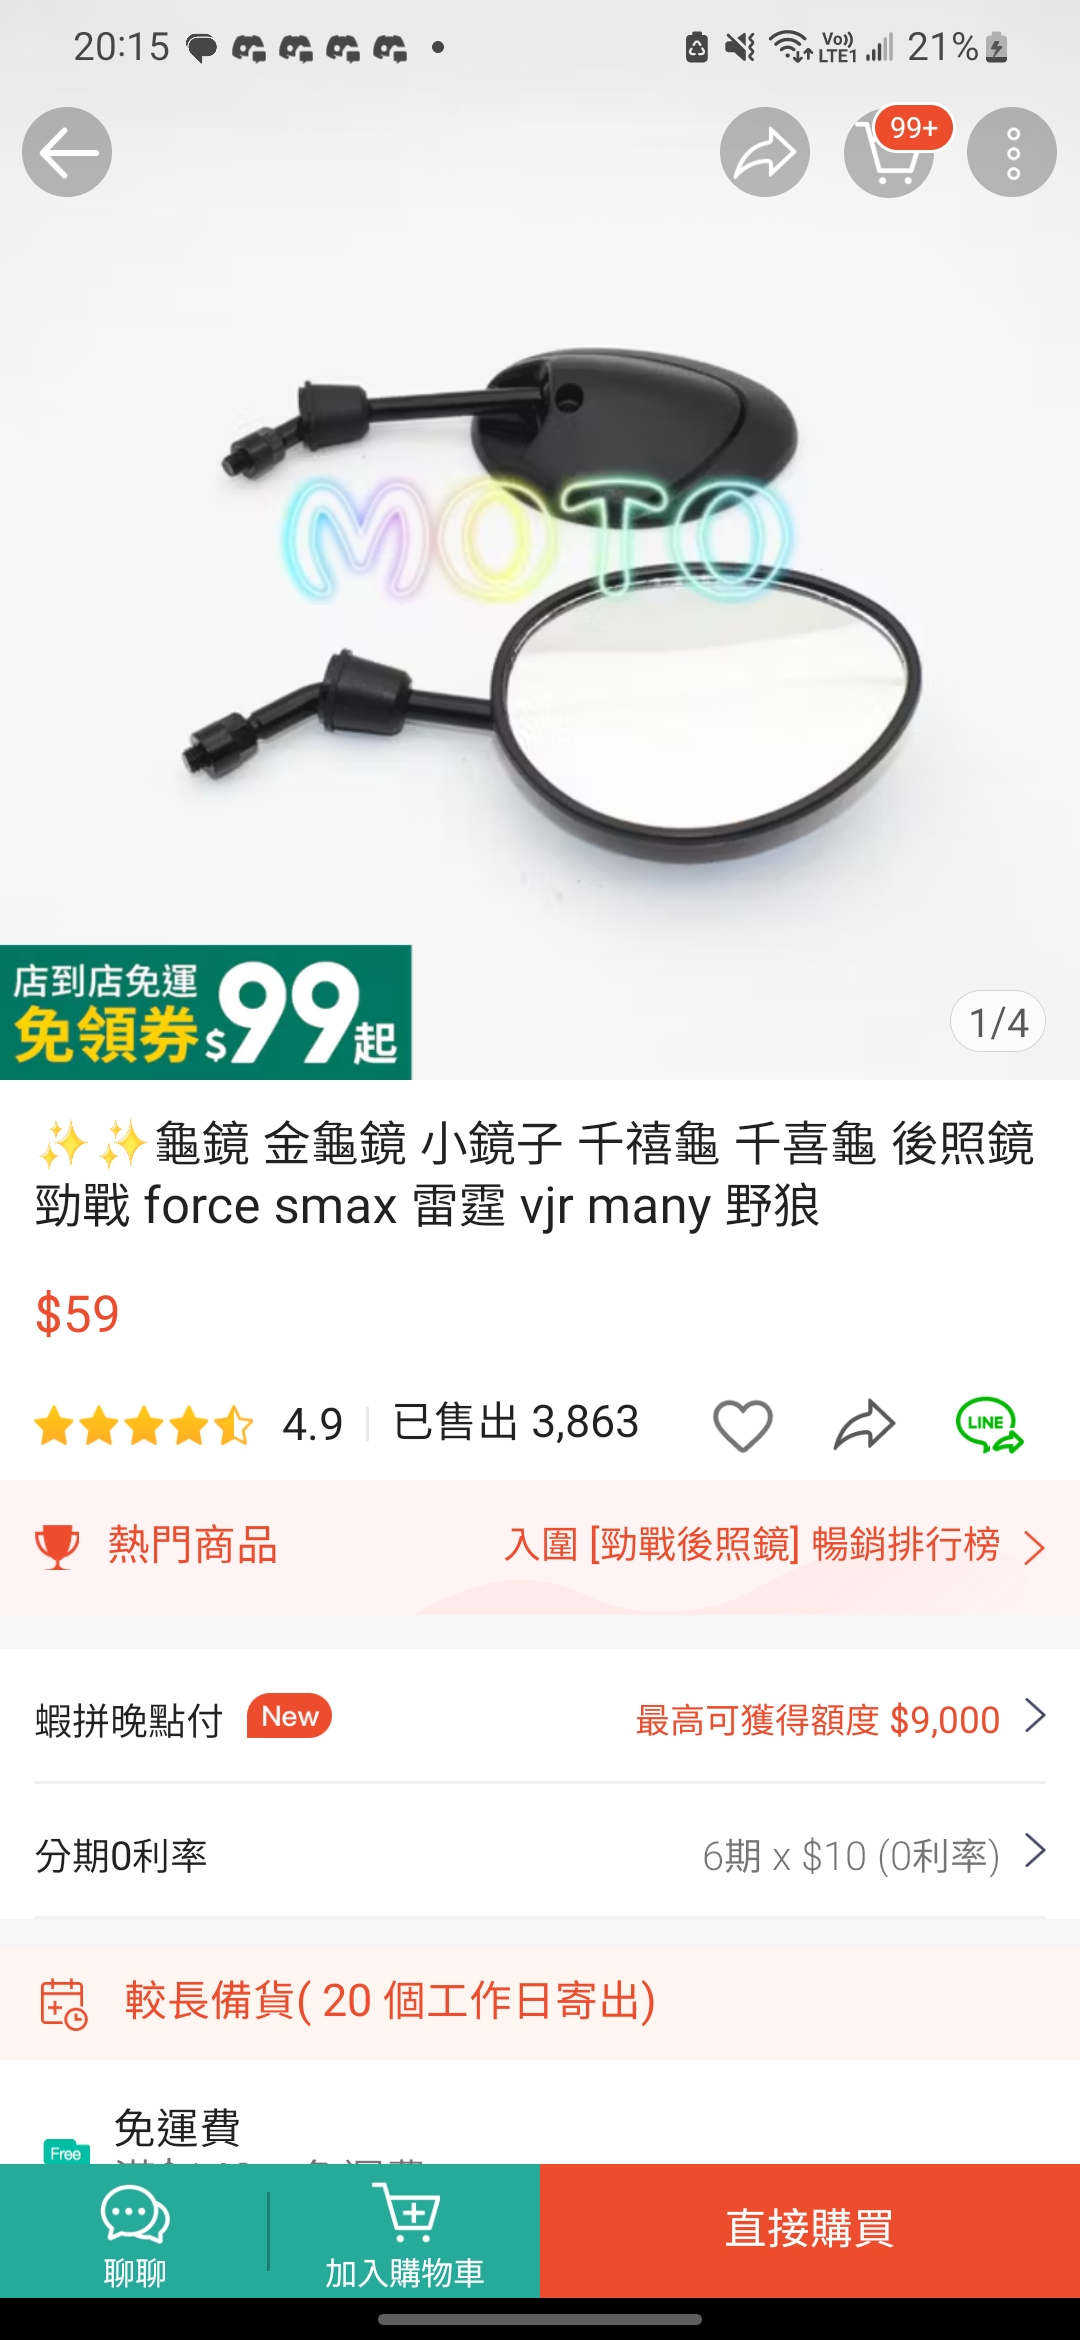 20:15
Vo))
LTE1
21%
99+
MOTO
店到店免運
免領券$99起
1/4
✨✨龜鏡 金龜鏡 小鏡子 千禧龜 千喜龜 後照鏡
勁戰 force smax 雷霆 vjr many 野狼
$59
4.9
已售出 3,863
LINE
熱門商品
入圍 [勁戰後照鏡] 暢銷排行榜
蝦拼晚點付 New
最高可獲得額度 $9,000
分期0利率
6期 x $10 (0利率)
較長備貨( 20 個工作日寄出)
免運費
Free
聊聊
加入購物車
直接購買